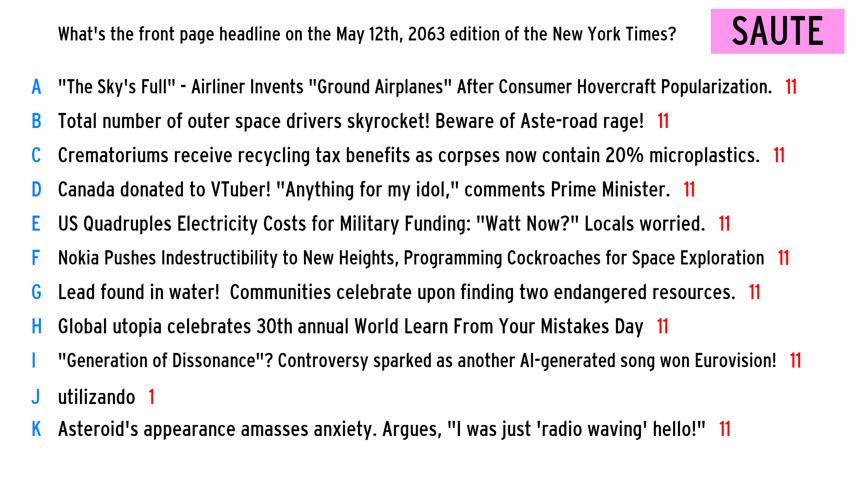 What's the front page headline on the May 12th, 2063 edition of the New York Times?
SAUTE
A "The Sky's Full" - Airliner Invents "Ground Airplanes" After Consumer Hovercraft Popularization. 11
B Total number of outer space drivers skyrocket! Beware of Aste-road rage! 11
C Crematoriums receive recycling tax benefits as corpses now contain 20% microplastics. 11
D Canada donated to VTuber! "Anything for my idol," comments Prime Minister. 11
E US Quadruples Electricity Costs for Military Funding: "Watt Now?" Locals worried. 11
F Nokia Pushes Indestructibility to New Heights, Programming Cockroaches for Space Exploration 11
G Lead found in water! Communities celebrate upon finding two endangered resources. 11
H Global utopia celebrates 30th annual World Learn From Your Mistakes Day 11
I "Generation of Dissonance"? Controversy sparked as another AI-generated song won Eurovision! 11
J utilizando 1
K Asteroid's appearance amasses anxiety. Argues, "I was just 'radio waving' hello!" 11